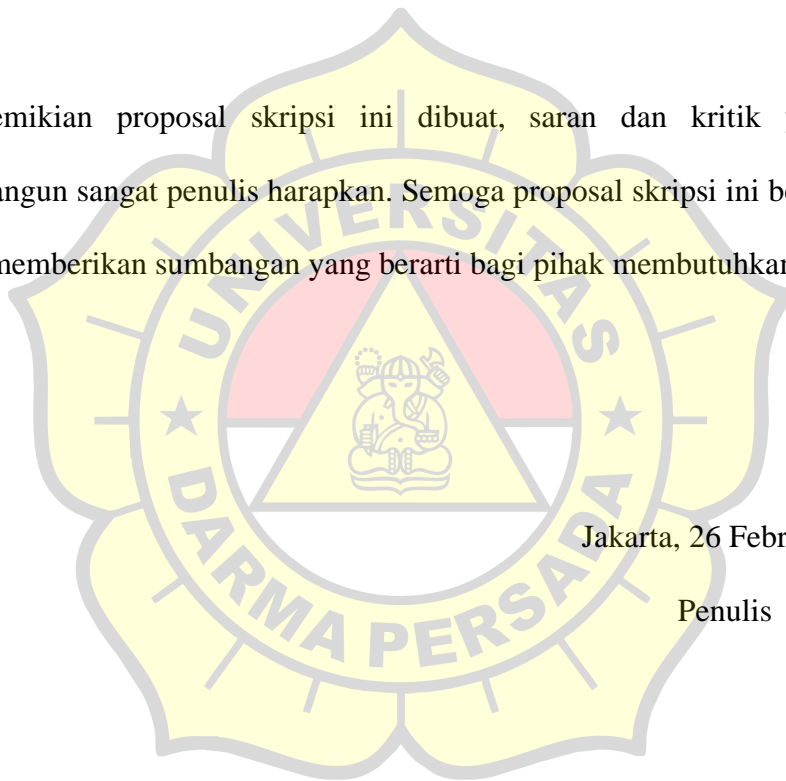 emikian proposal skripsi ini dibuat, saran dan kritik
angun sangat penulis harapkan. Semoga proposal skripsi ini be
memberikan sumbangan yang berarti bagi pihak membutuhkan
UNIVERSITAS
DARMA PERSADA
Jakarta, 26 Febr
Penulis